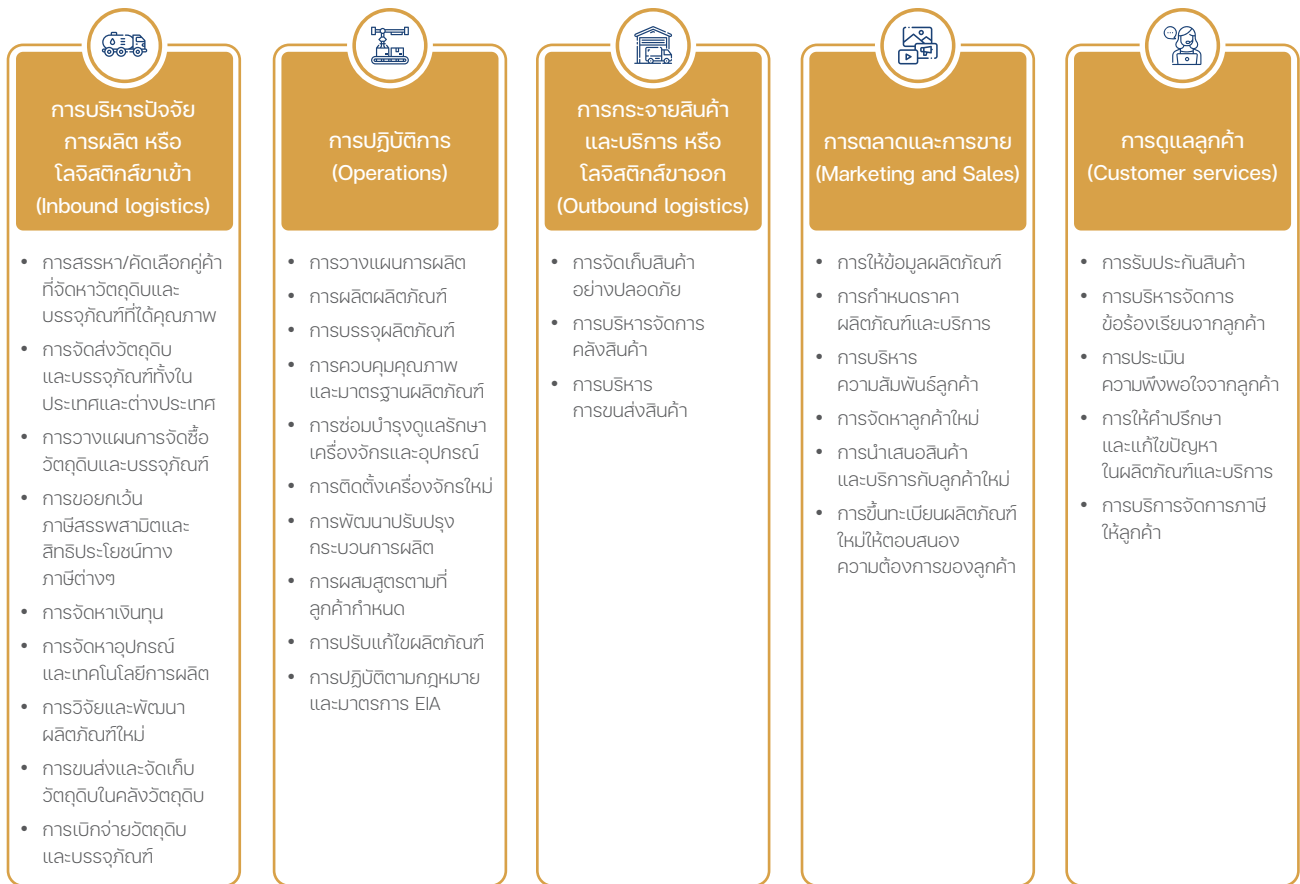 การบริหารปัจจัย
การผลิต หรือ
โลจิสติกส์ขาเข้า
(Inbound logistics)
• การสรรหา/คัดเลือกคู่ค้า
ที่จัดหาวัตถุดิบและ
บรรจุภัณฑ์ที่ได้คุณภาพ
• การจัดส่งวัตถุดิบ
และบรรจุภัณฑ์ทั้งใน
ประเทศและต่างประเทศ
• การวางแผนการจัดซื้อ
วัตถุดิบและบรรจุภัณฑ์
• การขอยกเว้น
ภาษีสรรพสามิตและ
สิทธิประโยชน์ทาง
ภาษีต่างๆ
• การจัดหาเงินทุน
• การจัดหาอุปกรณ์
และเทคโนโลยีการผลิต
• การวิจัยและพัฒนา
ผลิตภัณฑ์ใหม่
• การขนส่งและจัดเก็บ
วัตถุดิบในคลังวัตถุดิบ
• การเบิกจ่ายวัตถุดิบ
และบรรจุภัณฑ์
การปฏิบัติการ
(Operations)
• การวางแผนการผลิต
• การผลิตผลิตภัณฑ์
• การบรรจุผลิตภัณฑ์
• การควบคุมคุณภาพ
และมาตรฐานผลิตภัณฑ์
• การซ่อมบำรุงดูแลรักษา
เครื่องจักรและอุปกรณ์
• การติดตั้งเครื่องจักรใหม่
• การพัฒนาปรับปรุง
กระบวนการผลิต
• การผสมสูตรตามที่
ลูกค้ากำหนด
• การปรับแก้ไขผลิตภัณฑ์
• การปฏิบัติตามกฎหมาย
และมาตรการ EIA
การกระจายสินค้า
และบริการ หรือ
โลจิสติกส์ขาออก
(Outbound logistics)
• การจัดเก็บสินค้า
อย่างปลอดภัย
• การบริหารจัดการ
คลังสินค้า
• การบริหาร
การขนส่งสินค้า
การตลาดและการขาย
(Marketing and Sales)
• การให้ข้อมูลผลิตภัณฑ์
• การกำหนดราคา
ผลิตภัณฑ์และบริการ
• การบริหาร
ความสัมพันธ์ลูกค้า
• การจัดหาลูกค้าใหม่
• การนำเสนอสินค้า
และบริการกับลูกค้าใหม่
• การขึ้นทะเบียนผลิตภัณฑ์
ใหม่ให้ตอบสนอง
ความต้องการของลูกค้า
การดูแลลูกค้า
(Customer services)
• การรับประกันสินค้า
• การบริหารจัดการ
ข้อร้องเรียนจากลูกค้า
• การประเมิน
ความพึงพอใจจากลูกค้า
• การให้คำปรึกษา
และแก้ไขปัญหา
ในผลิตภัณฑ์และบริการ
• การบริการจัดการภาษี
ให้ลูกค้า